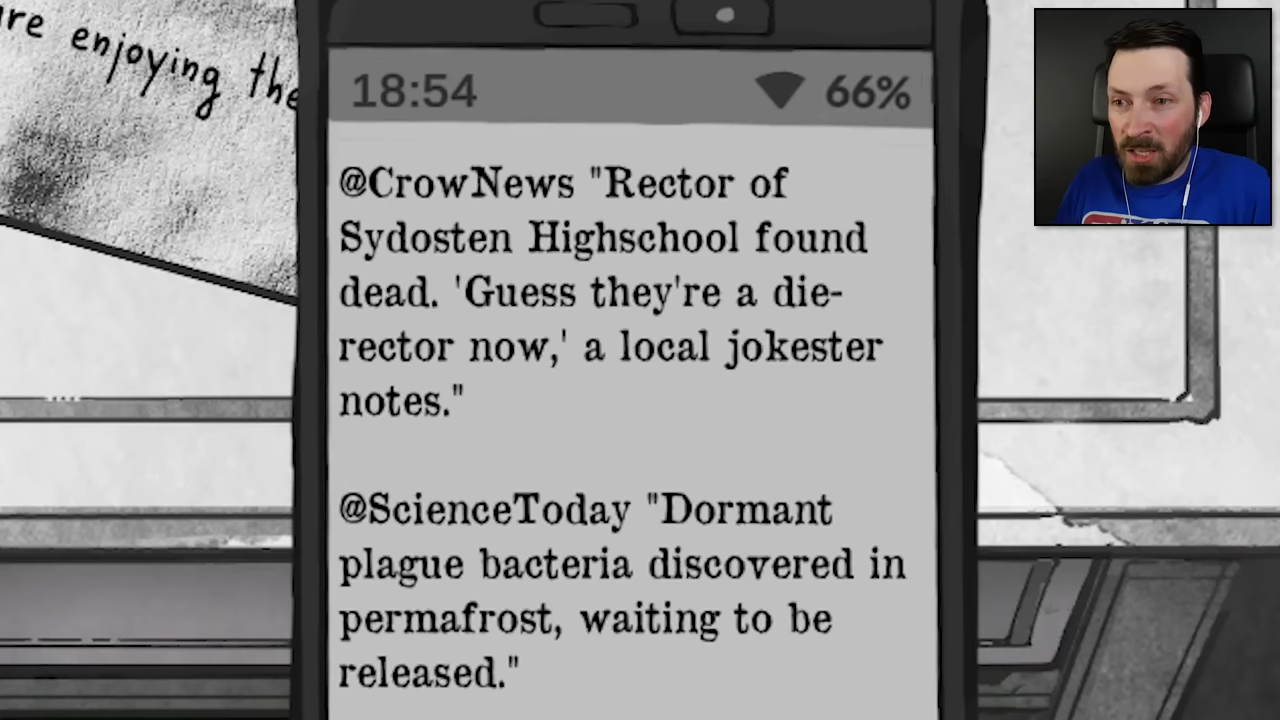 are enjoying the
18:54 66%
@CrowNews "Rector of
Sydosten Highschool found
dead. 'Guess they're a die-
rector now,' a local jokester
notes."
@ScienceToday "Dormant
plague bacteria discovered in
permafrost, waiting to be
released."